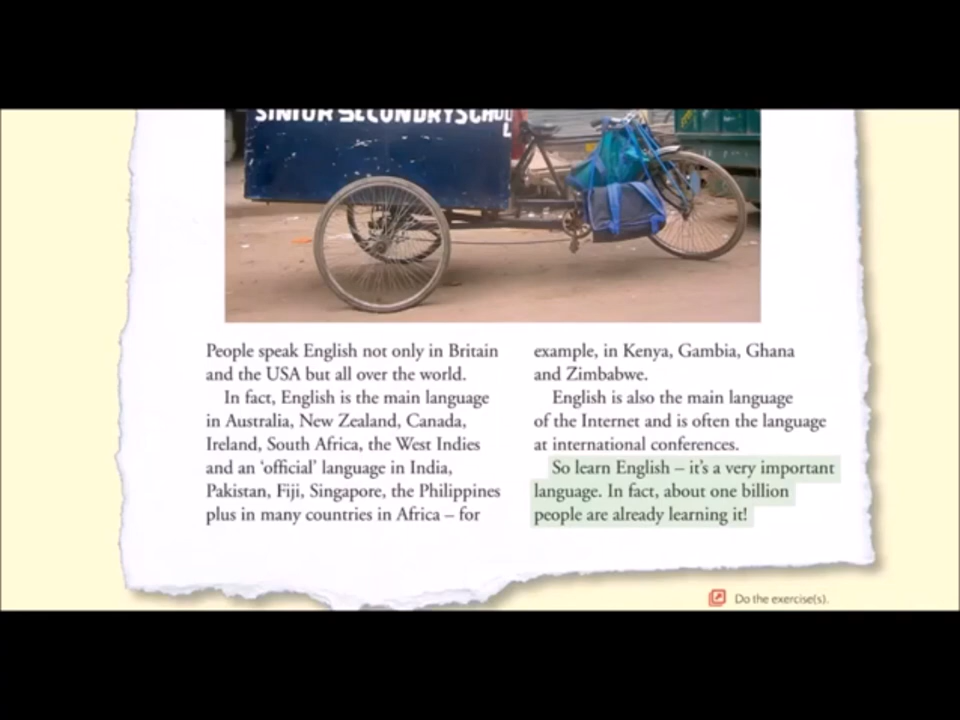 SENIOR SECONDRY SCHOOL
People speak English not only in Britain
and the USA but all over the world.
In fact, English is the main language
in Australia, New Zealand, Canada,
Ireland, South Africa, the West Indies
and an ‘official’ language in India,
Pakistan, Fiji, Singapore, the Philippines
plus in many countries in Africa – for
example, in Kenya, Gambia, Ghana
and Zimbabwe.
English is also the main language
of the Internet and is often the language
at international conferences.
So learn English – it’s a very important
language. In fact, about one billion
people are already learning it!
Do the exercise(s).